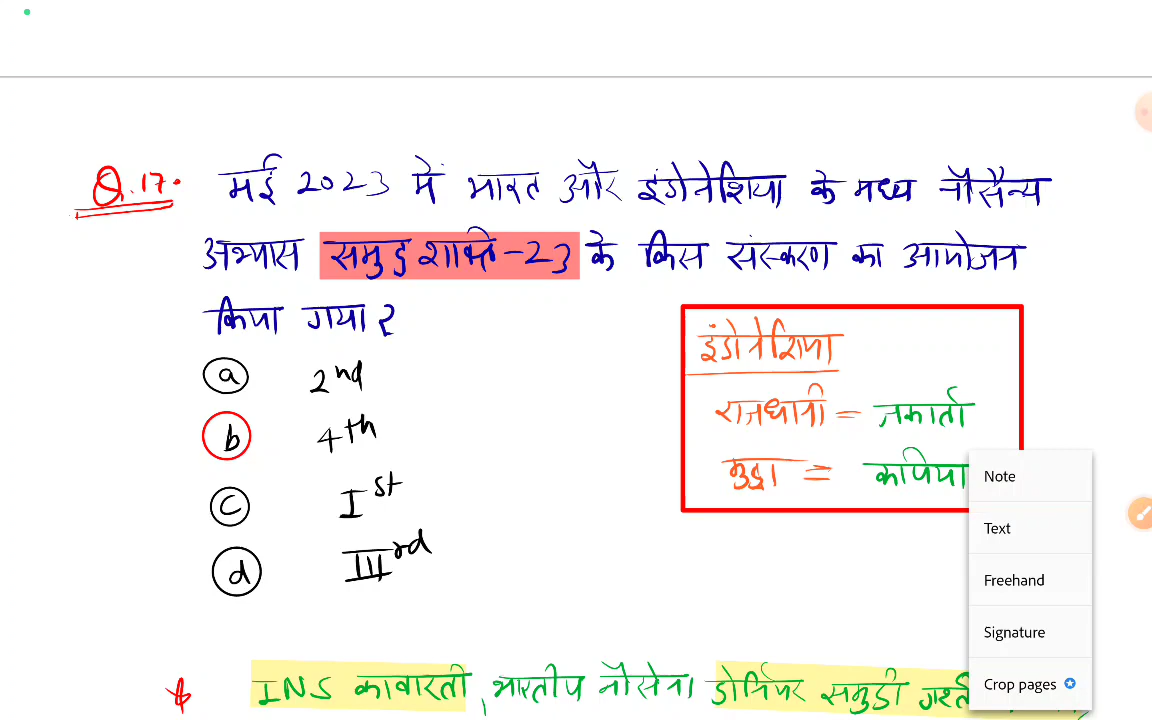 Q.17. मई 2023 में भारत और इंडोनेशिया के मध्य नौसैन्य
अभ्यास समुद्र शक्ति-23 के किस संस्करण का आयोजन
किया गया ?
(a) 2nd
(b) 4th
(c) Ist
(d) IIIrd
इंडोनेशिया
राजधानी = जकार्ता
मुद्रा = रूपिया
Note
Text
Freehand
Signature
Crop pages
* INS कावारती, भारतीय नौसेना डोर्नियर समुद्री गश्ती